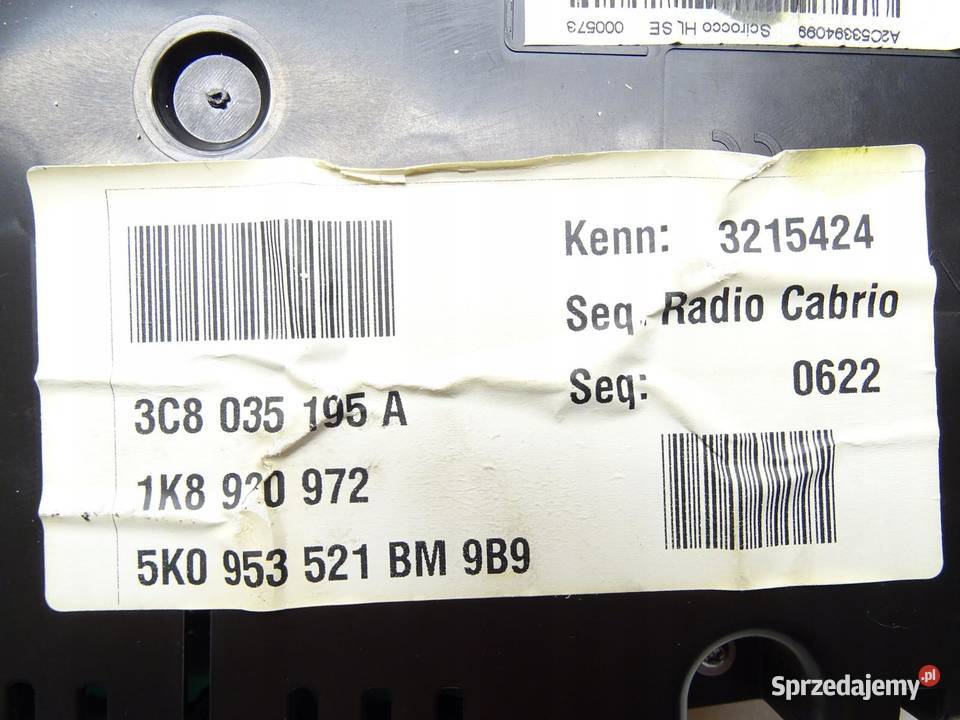 A2C53394099 Scirocco HL SE 000573
Kenn: 3215424
Seq. Radio Cabrio
Seq: 0622
3C8 035 195 A
1K8 920 972
5K0 953 521 BM 9B9
Sprzedajemy.pl